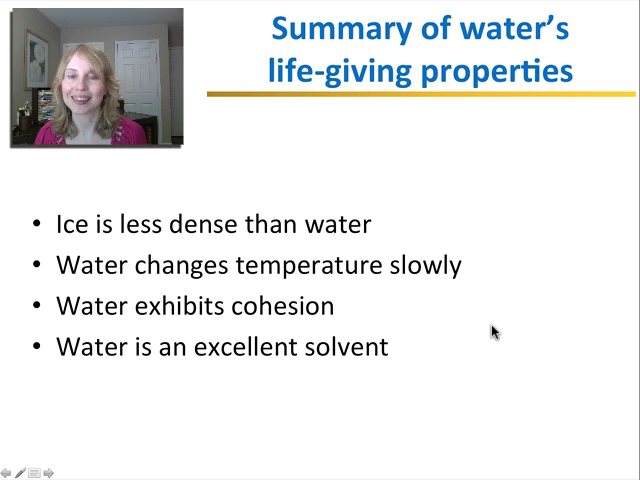 Summary of water's
life-giving properties
• Ice is less dense than water
• Water changes temperature slowly
• Water exhibits cohesion
• Water is an excellent solvent